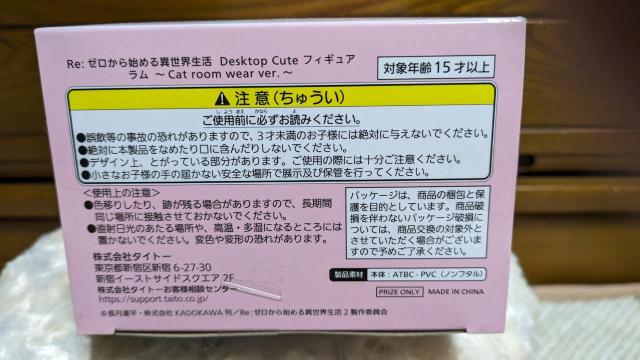 Re:ゼロから始める異世界生活 Desktop Cute フィギュア
ラム ～Cat room wear ver.～
対象年齢15才以上
⚠注意(ちゅうい)
しようまえ かなら よ
ご使用前に必ずお読みください。
●誤飲等の事故の恐れがありますので、3才未満のお子様には絶対に与えないでください。
●絶対に本製品をなめたり口に含んだりしないでください。
●デザイン上、とがっている部分があります。ご使用の際には十分ご注意ください。
●小さなお子様の手の届かない安全な場所で展示及び保管を行ってください。
<使用上の注意>
●色移りしたり、跡が残る場合がありますので、長期間
同じ場所に接触させておかないでください。
●直射日光のあたる場所や、高温・多湿になるところには
置かないでください。変色や変形の恐れがあります。
パッケージは、商品の梱包と保
護を目的としています。商品破
損を伴わないパッケージ破損に
ついては、商品交換の対象外と
させていただく場合がございま
すので予めご了承ください。
株式会社タイトー
東京都新宿区新宿 6-27-30
新宿イーストサイドスクエア 2F
株式会社タイトーお客様相談センター
https://support.taito.co.jp/
製品素材 本体:ATBC-PVC(ノンフタル)
PRIZE ONLY MADE IN CHINA
©長月達平・株式会社KADOKAWA刊/Re:ゼロから始める異世界生活2製作委員会